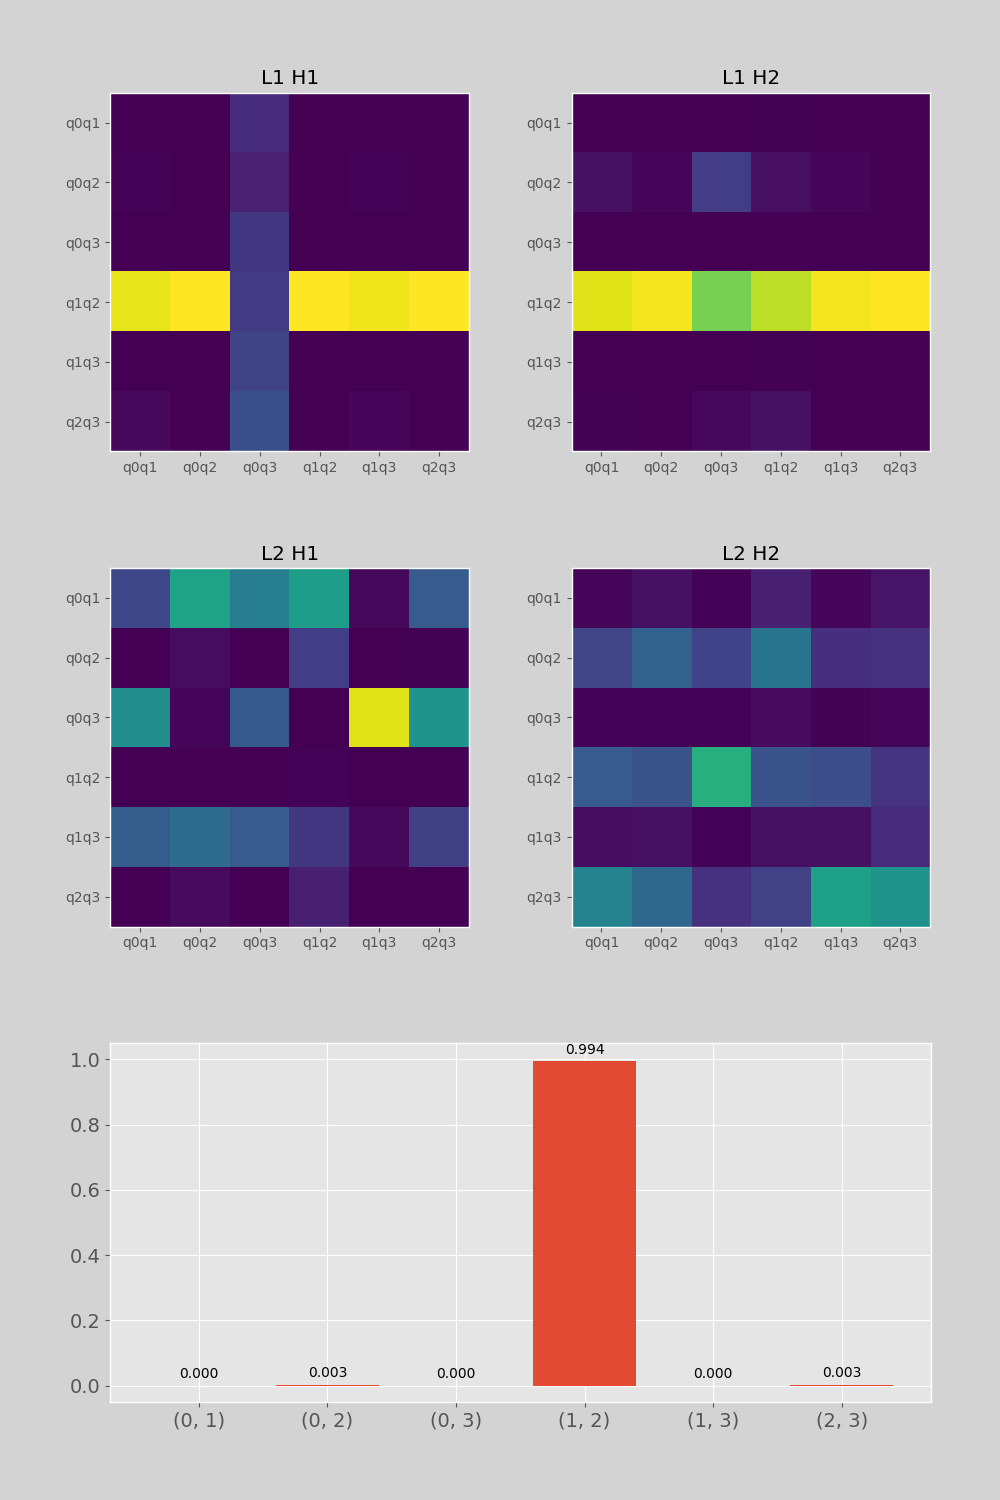 L1 H1 L1 H2
q0q1 q0q1
q0q2 q0q2
q0q3 q0q3
q1q2 q1q2
q1q3 q1q3
q2q3 q2q3
q0q1 q0q2 q0q3 q1q2 q1q3 q2q3 q0q1 q0q2 q0q3 q1q2 q1q3 q2q3
L2 H1 L2 H2
q0q1 q0q1
q0q2 q0q2
q0q3 q0q3
q1q2 q1q2
q1q3 q1q3
q2q3 q2q3
q0q1 q0q2 q0q3 q1q2 q1q3 q2q3 q0q1 q0q2 q0q3 q1q2 q1q3 q2q3
0.994
1.0
0.8
0.6
0.4
0.2
0.000 0.003 0.000 0.000 0.003
0.0
(0, 1) (0, 2) (0, 3) (1, 2) (1, 3) (2, 3)